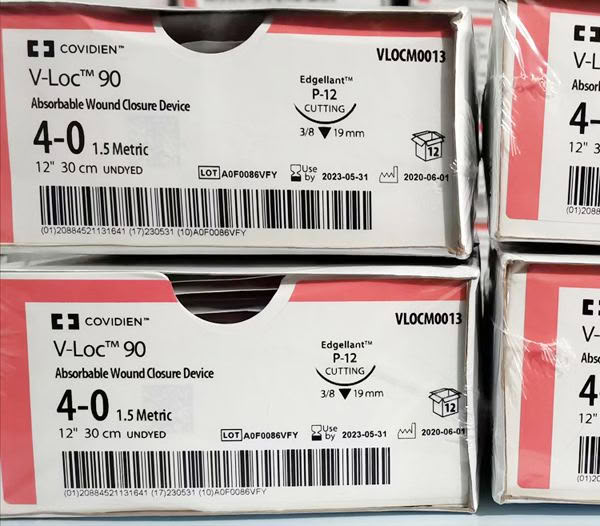 COVIDIEN™
VLOCM0013
V-Loc™ 90
Absorbable Wound Closure Device
Edgellant™
P-12
CUTTING
3/8 19mm
4-0 1.5 Metric
12" 30 cm UNDYED
12
LOT A0F0086VFY
Use by 2023-05-31
2020-06-01
(01)20884521131641 (17)230531 (10)A0F0086VFY
COVIDIEN™
VLOCM0013
V-Loc™ 90
Absorbable Wound Closure Device
Edgellant™
P-12
CUTTING
3/8 19mm
4-0 1.5 Metric
12" 30 cm UNDYED
12
LOT A0F0086VFY
Use by 2023-05-31
2020-06-01
(01)20884521131641 (17)230531 (10)A0F0086VFY